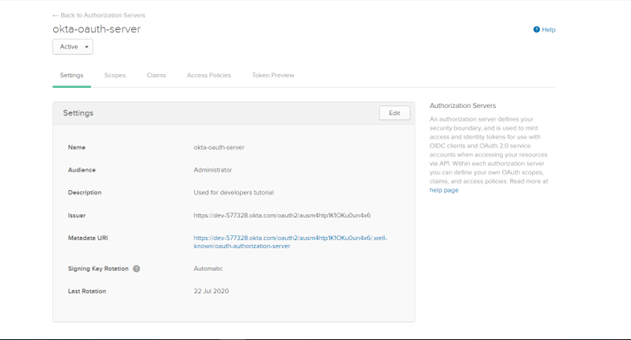 ← Back to Authorization Servers
okta-oauth-server
Help
Active
Settings Scopes Claims Access Policies Token Preview
Settings
Edit
Name okta-oauth-server
Audience Administrator
Description Used for developers tutorial
Issuer https://dev-577328.okta.com/oauth2/ausm4htp1K1OKu0un4x6
Metadata URI https://dev-577328.okta.com/oauth2/ausm4htp1K1OKu0un4x6/.well-
known/oauth-authorization-server
Signing Key Rotation ? Automatic
Last Rotation 22 Jul 2020
Authorization Servers
An authorization server defines your
security boundary, and is used to mint
access and identity tokens for use with
OIDC clients and OAuth 2.0 service
accounts when accessing your resources
via API. Within each authorization server
you can define your own OAuth scopes,
claims, and access policies. Read more at
help page